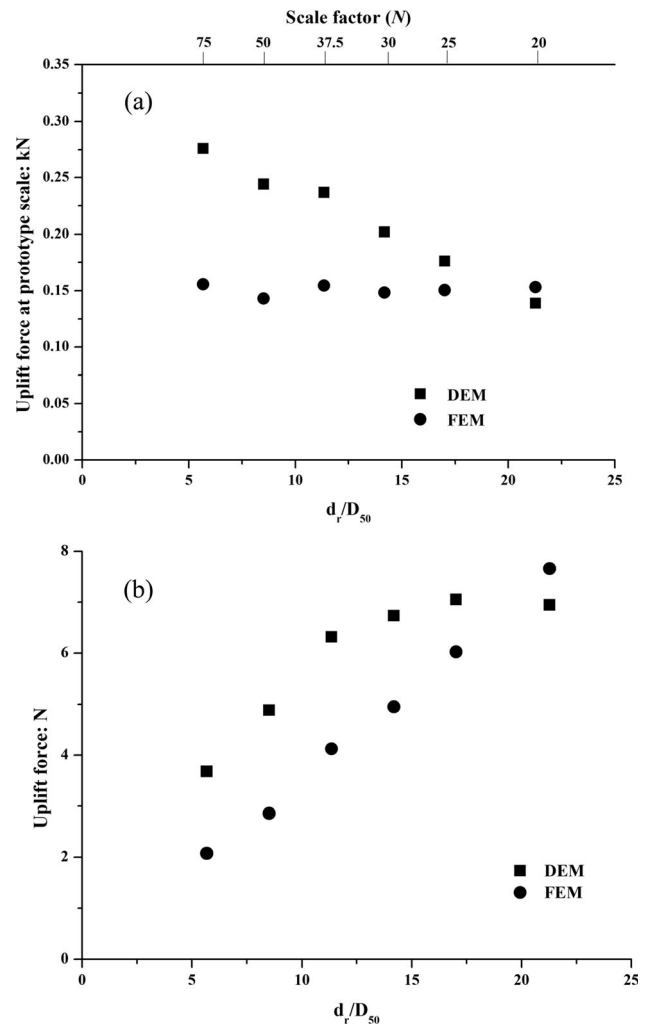 Scale factor (N)
75 50 37.5 30 25 20
(a)
Uplift force at prototype scale: kN
0.35
0.30
0.25
0.20
0.15
0.10
0.05
0.00
DEM
FEM
0 5 10 15 20 25
dr/D50
(b)
Uplift force: N
8
6
4
2
0
DEM
FEM
0 5 10 15 20 25
dr/D50